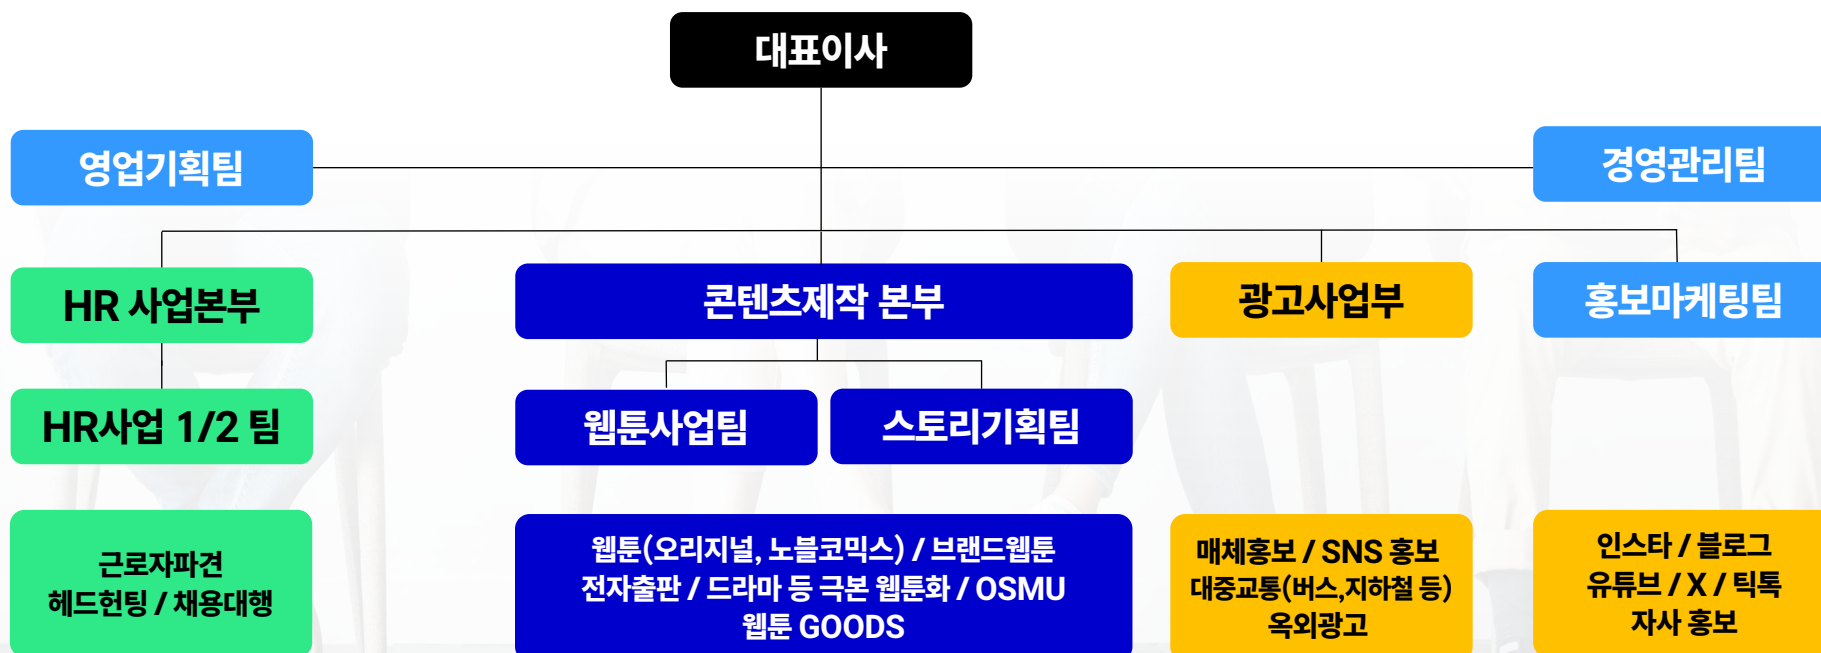 대표이사
영업기획팀
경영관리팀
HR 사업본부
콘텐츠제작 본부
광고사업부
홍보마케팅팀
HR사업 1/2 팀
웹툰사업팀
스토리기획팀
근로자파견
헤드헌팅 / 채용대행
웹툰(오리지널, 노블코믹스) / 브랜드웹툰
전자출판 / 드라마 등 극본 웹툰화 / OSMU
웹툰 GOODS
매체홍보 / SNS 홍보
대중교통(버스,지하철 등)
옥외광고
인스타 / 블로그
유튜브 / X / 틱톡
자사 홍보